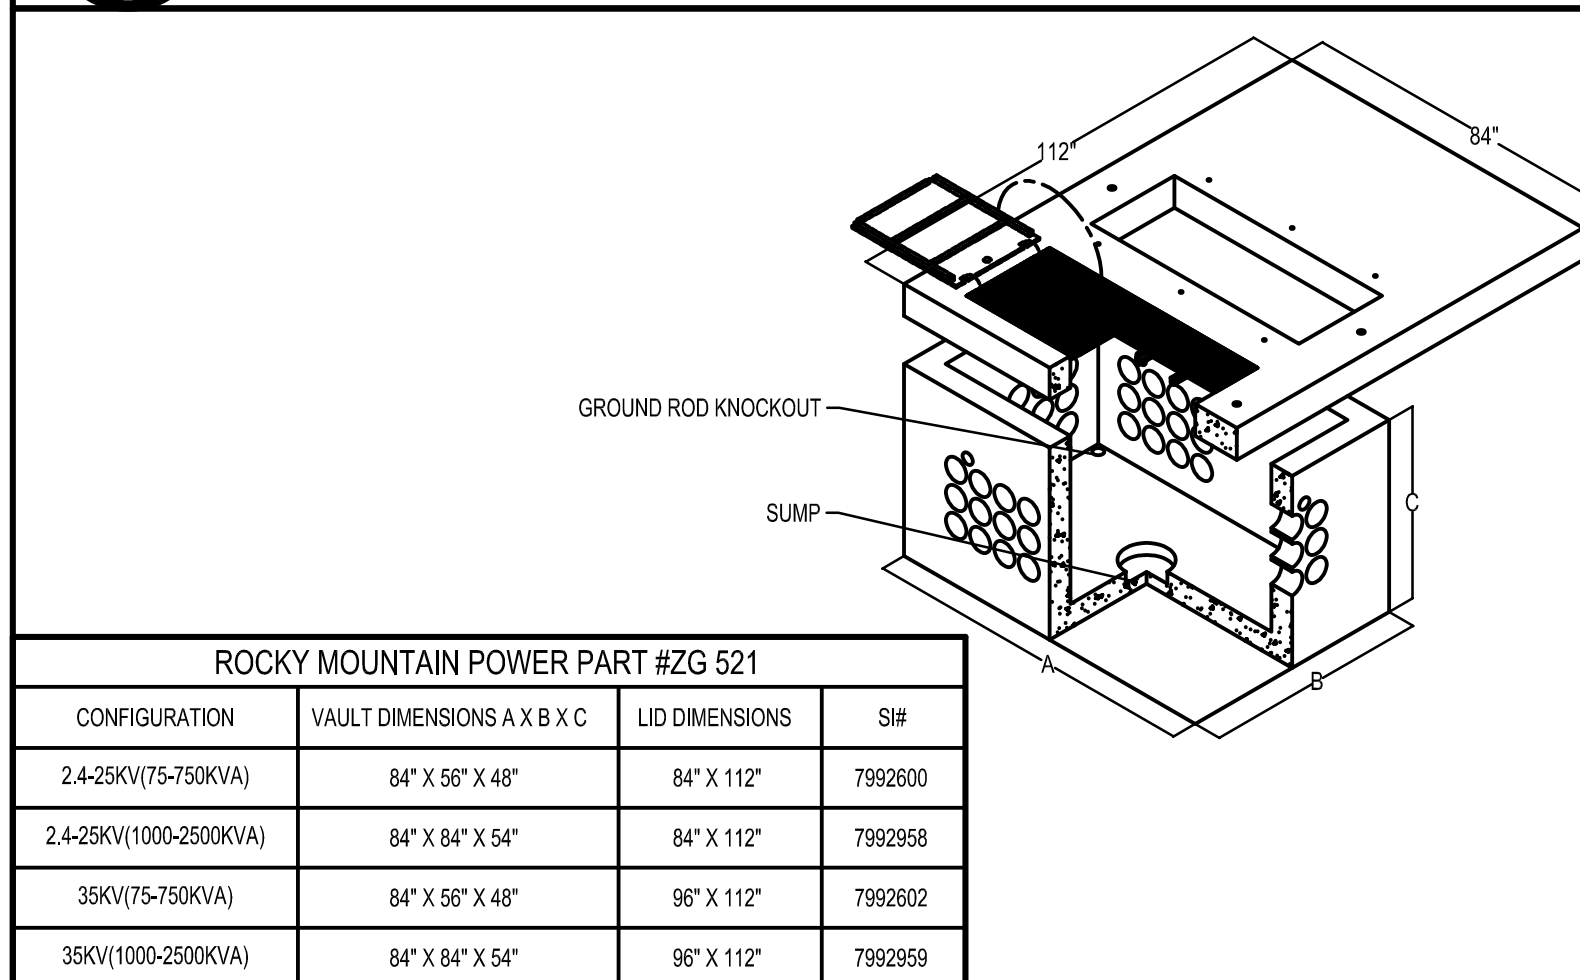 112"
84"
GROUND ROD KNOCKOUT
SUMP
C
A
B
ROCKY MOUNTAIN POWER PART #ZG 521
CONFIGURATION VAULT DIMENSIONS A X B X C LID DIMENSIONS SI#
2.4-25KV(75-750KVA) 84" X 56" X 48" 84" X 112" 7992600
2.4-25KV(1000-2500KVA) 84" X 84" X 54" 84" X 112" 7992958
35KV(75-750KVA) 84" X 56" X 48" 96" X 112" 7992602
35KV(1000-2500KVA) 84" X 84" X 54" 96" X 112" 7992959